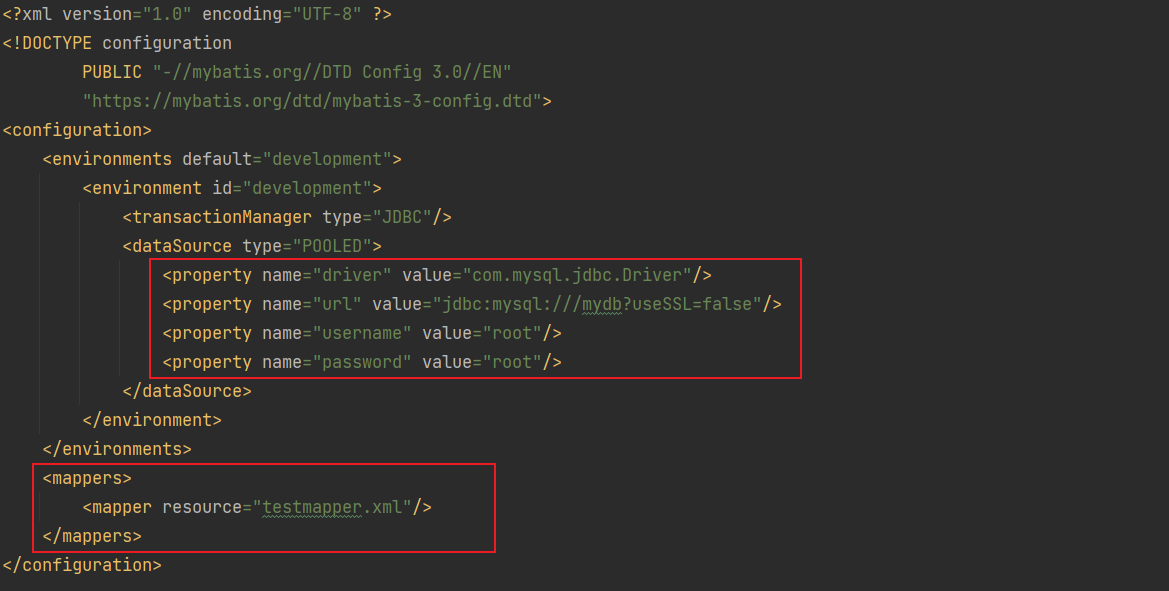 <?xml version="1.0" encoding="UTF-8" ?>
<!DOCTYPE configuration
        PUBLIC "-//mybatis.org//DTD Config 3.0//EN"
        "https://mybatis.org/dtd/mybatis-3-config.dtd">
<configuration>
    <environments default="development">
        <environment id="development">
            <transactionManager type="JDBC"/>
            <dataSource type="POOLED">
                <property name="driver" value="com.mysql.jdbc.Driver"/>
                <property name="url" value="jdbc:mysql:///mydb?useSSL=false"/>
                <property name="username" value="root"/>
                <property name="password" value="root"/>
            </dataSource>
        </environment>
    </environments>
    <mappers>
        <mapper resource="testmapper.xml"/>
    </mappers>
</configuration>